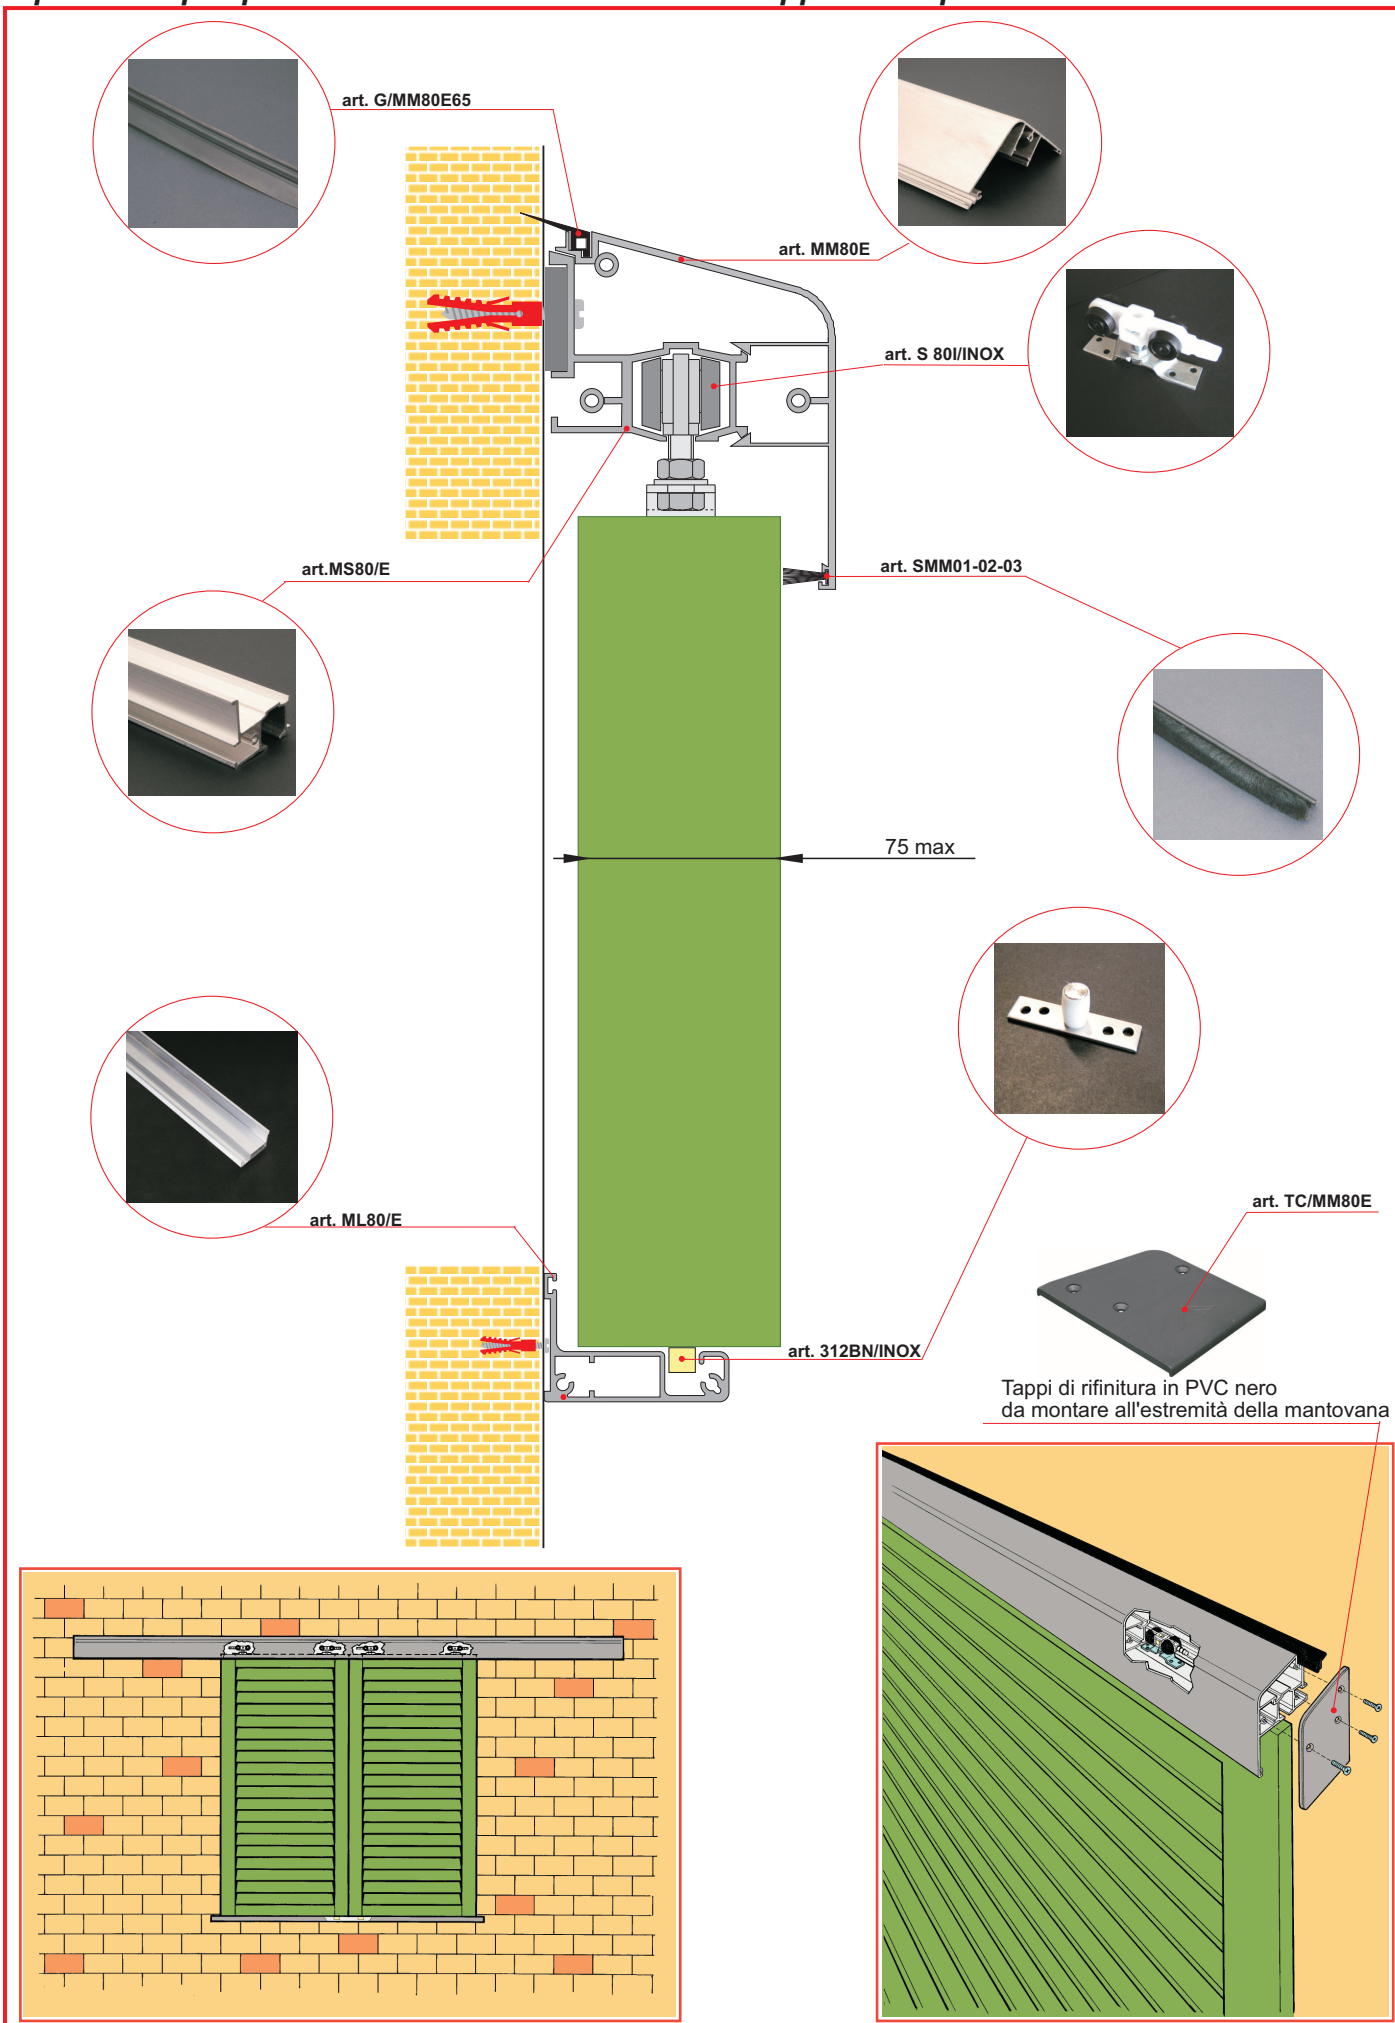 art. G/MM80E65
art. MM80E
art. S 80I/INOX
art.MS80/E
art. SMM01-02-03
75 max
art. ML80/E
art. TC/MM80E
art. 312BN/INOX
Tappi di rifinitura in PVC nero
da montare all'estremità della mantovana